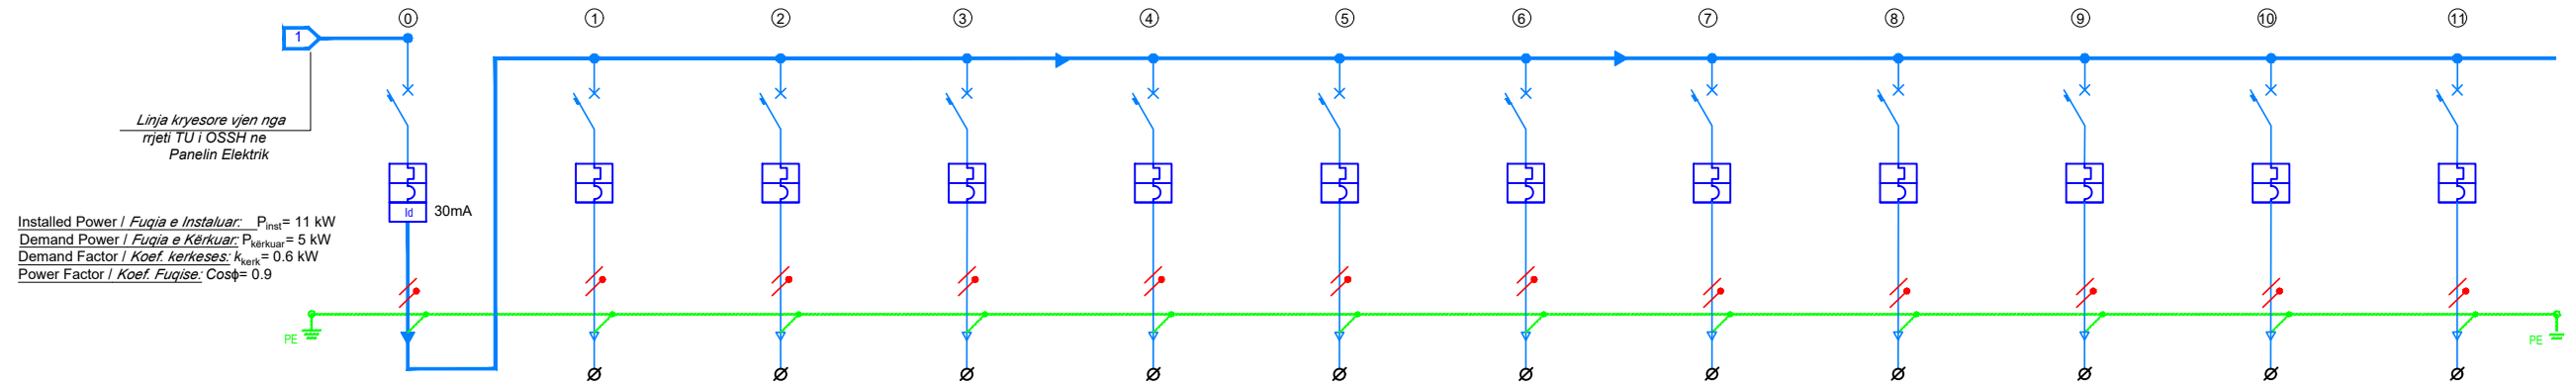 ⓪ ① ② ③ ④ ⑤ ⑥ ⑦ ⑧ ⑨ ⑩ ⑪
1
Linja kryesore vjen nga
rrjeti TU i OSSH ne
Panelin Elektrik
Id
30mA
Installed Power / Fuqia e Instaluar: Pinst= 11 kW
Demand Power / Fuqia e Kërkuar: Pkërkuar= 5 kW
Demand Factor / Koef. kerkeses: kkerk= 0.6 kW
Power Factor / Koef. Fuqise: Cosϕ= 0.9
PE
PE